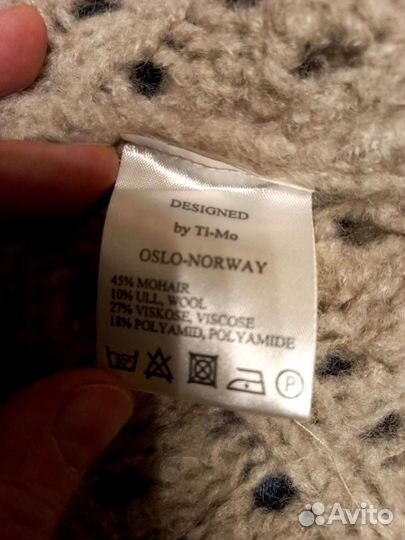 DESIGNED
by Ti-Mo
OSLO-NORWAY
45% MOHAIR
10% ULL, WOOL
27% VISKOSE, VISCOSE
18% POLYAMID, POLYAMIDE
P
Avito